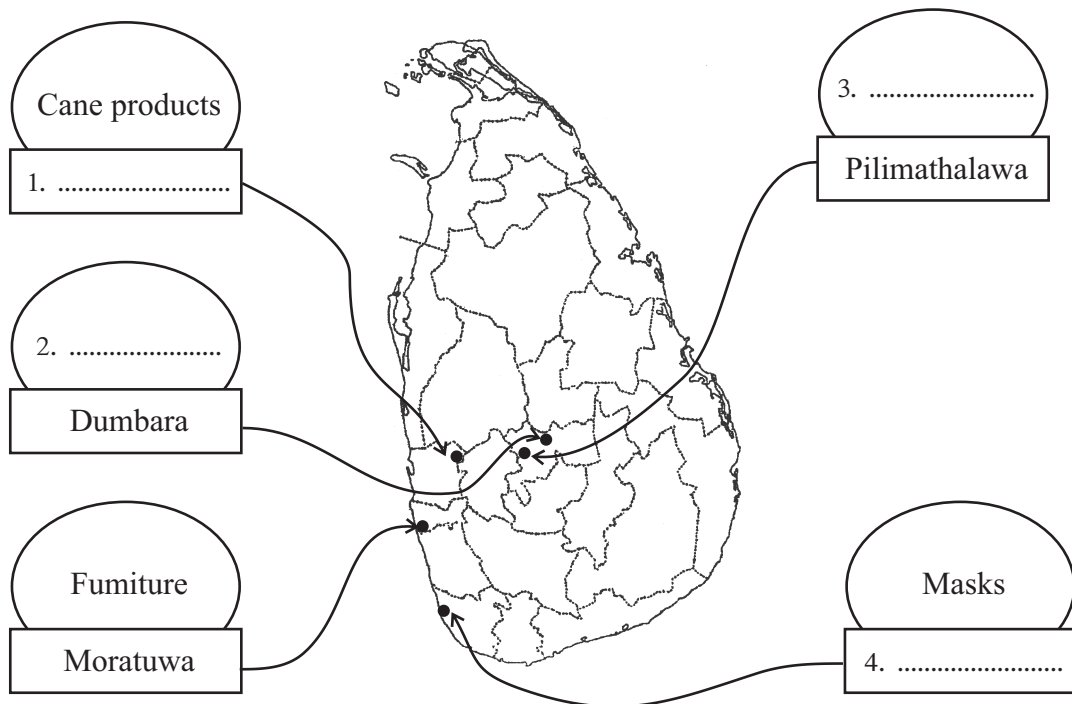 Cane products
1. ..............................
2. ..........................
Dumbara
Fumiture
Moratuwa
3. .............................
Pilimathalawa
Masks
4. .............................